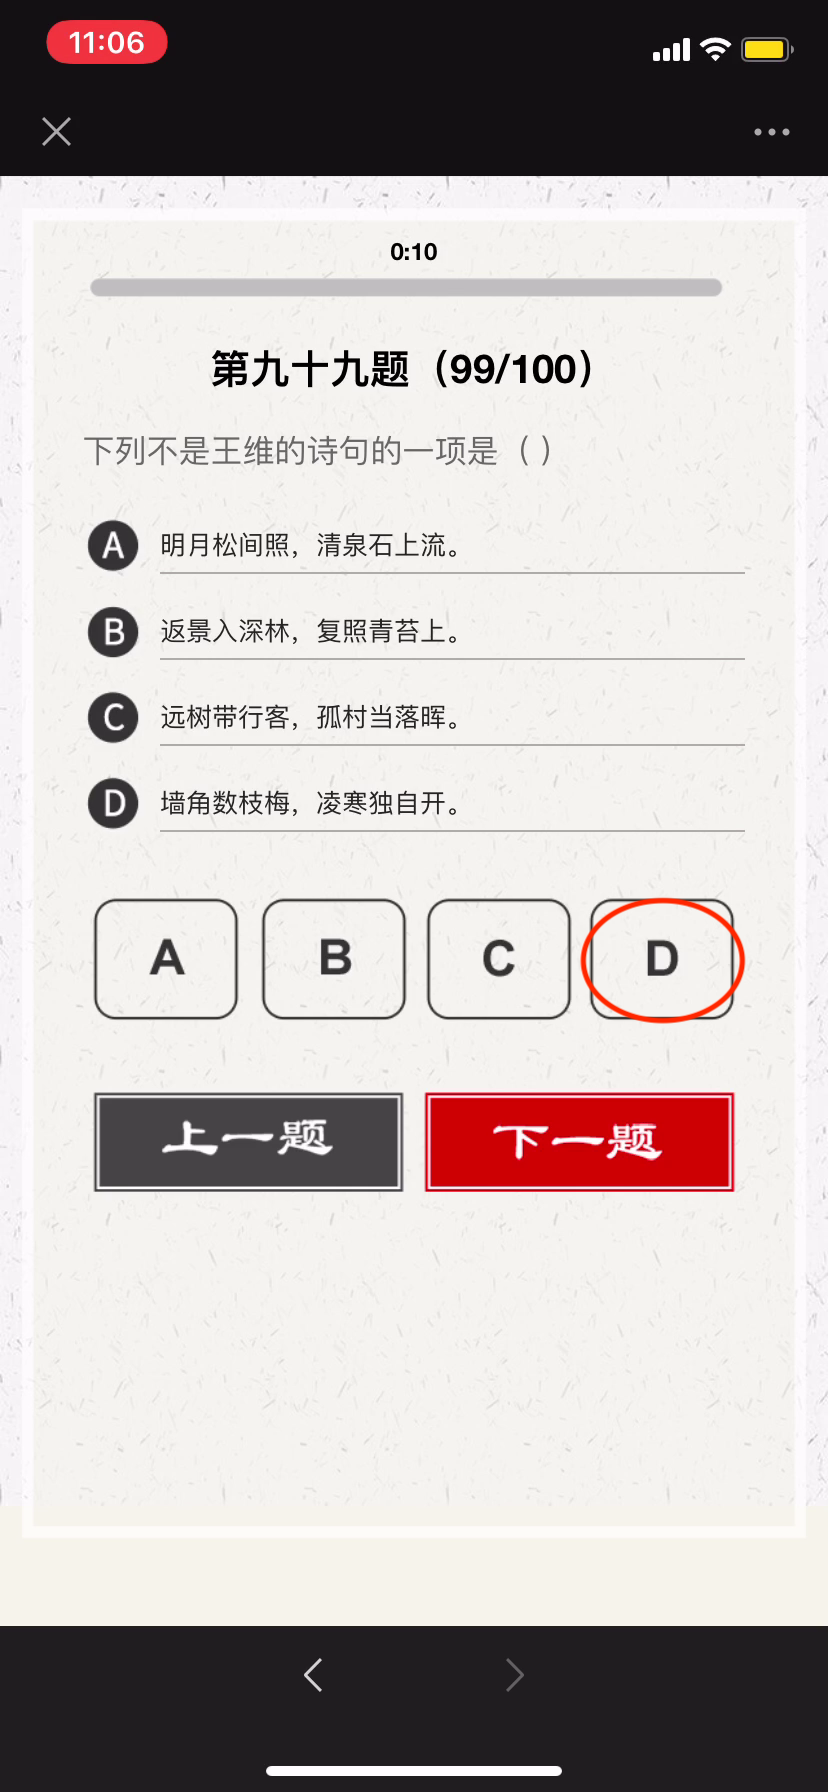 11:06
0:10
第九十九题（99/100）
下列不是王维的诗句的一项是（ ）
A 明月松间照，清泉石上流。
B 返景入深林，复照青苔上。
C 远树带行客，孤村当落晖。
D 墙角数枝梅，凌寒独自开。
A B C D
上一题 下一题